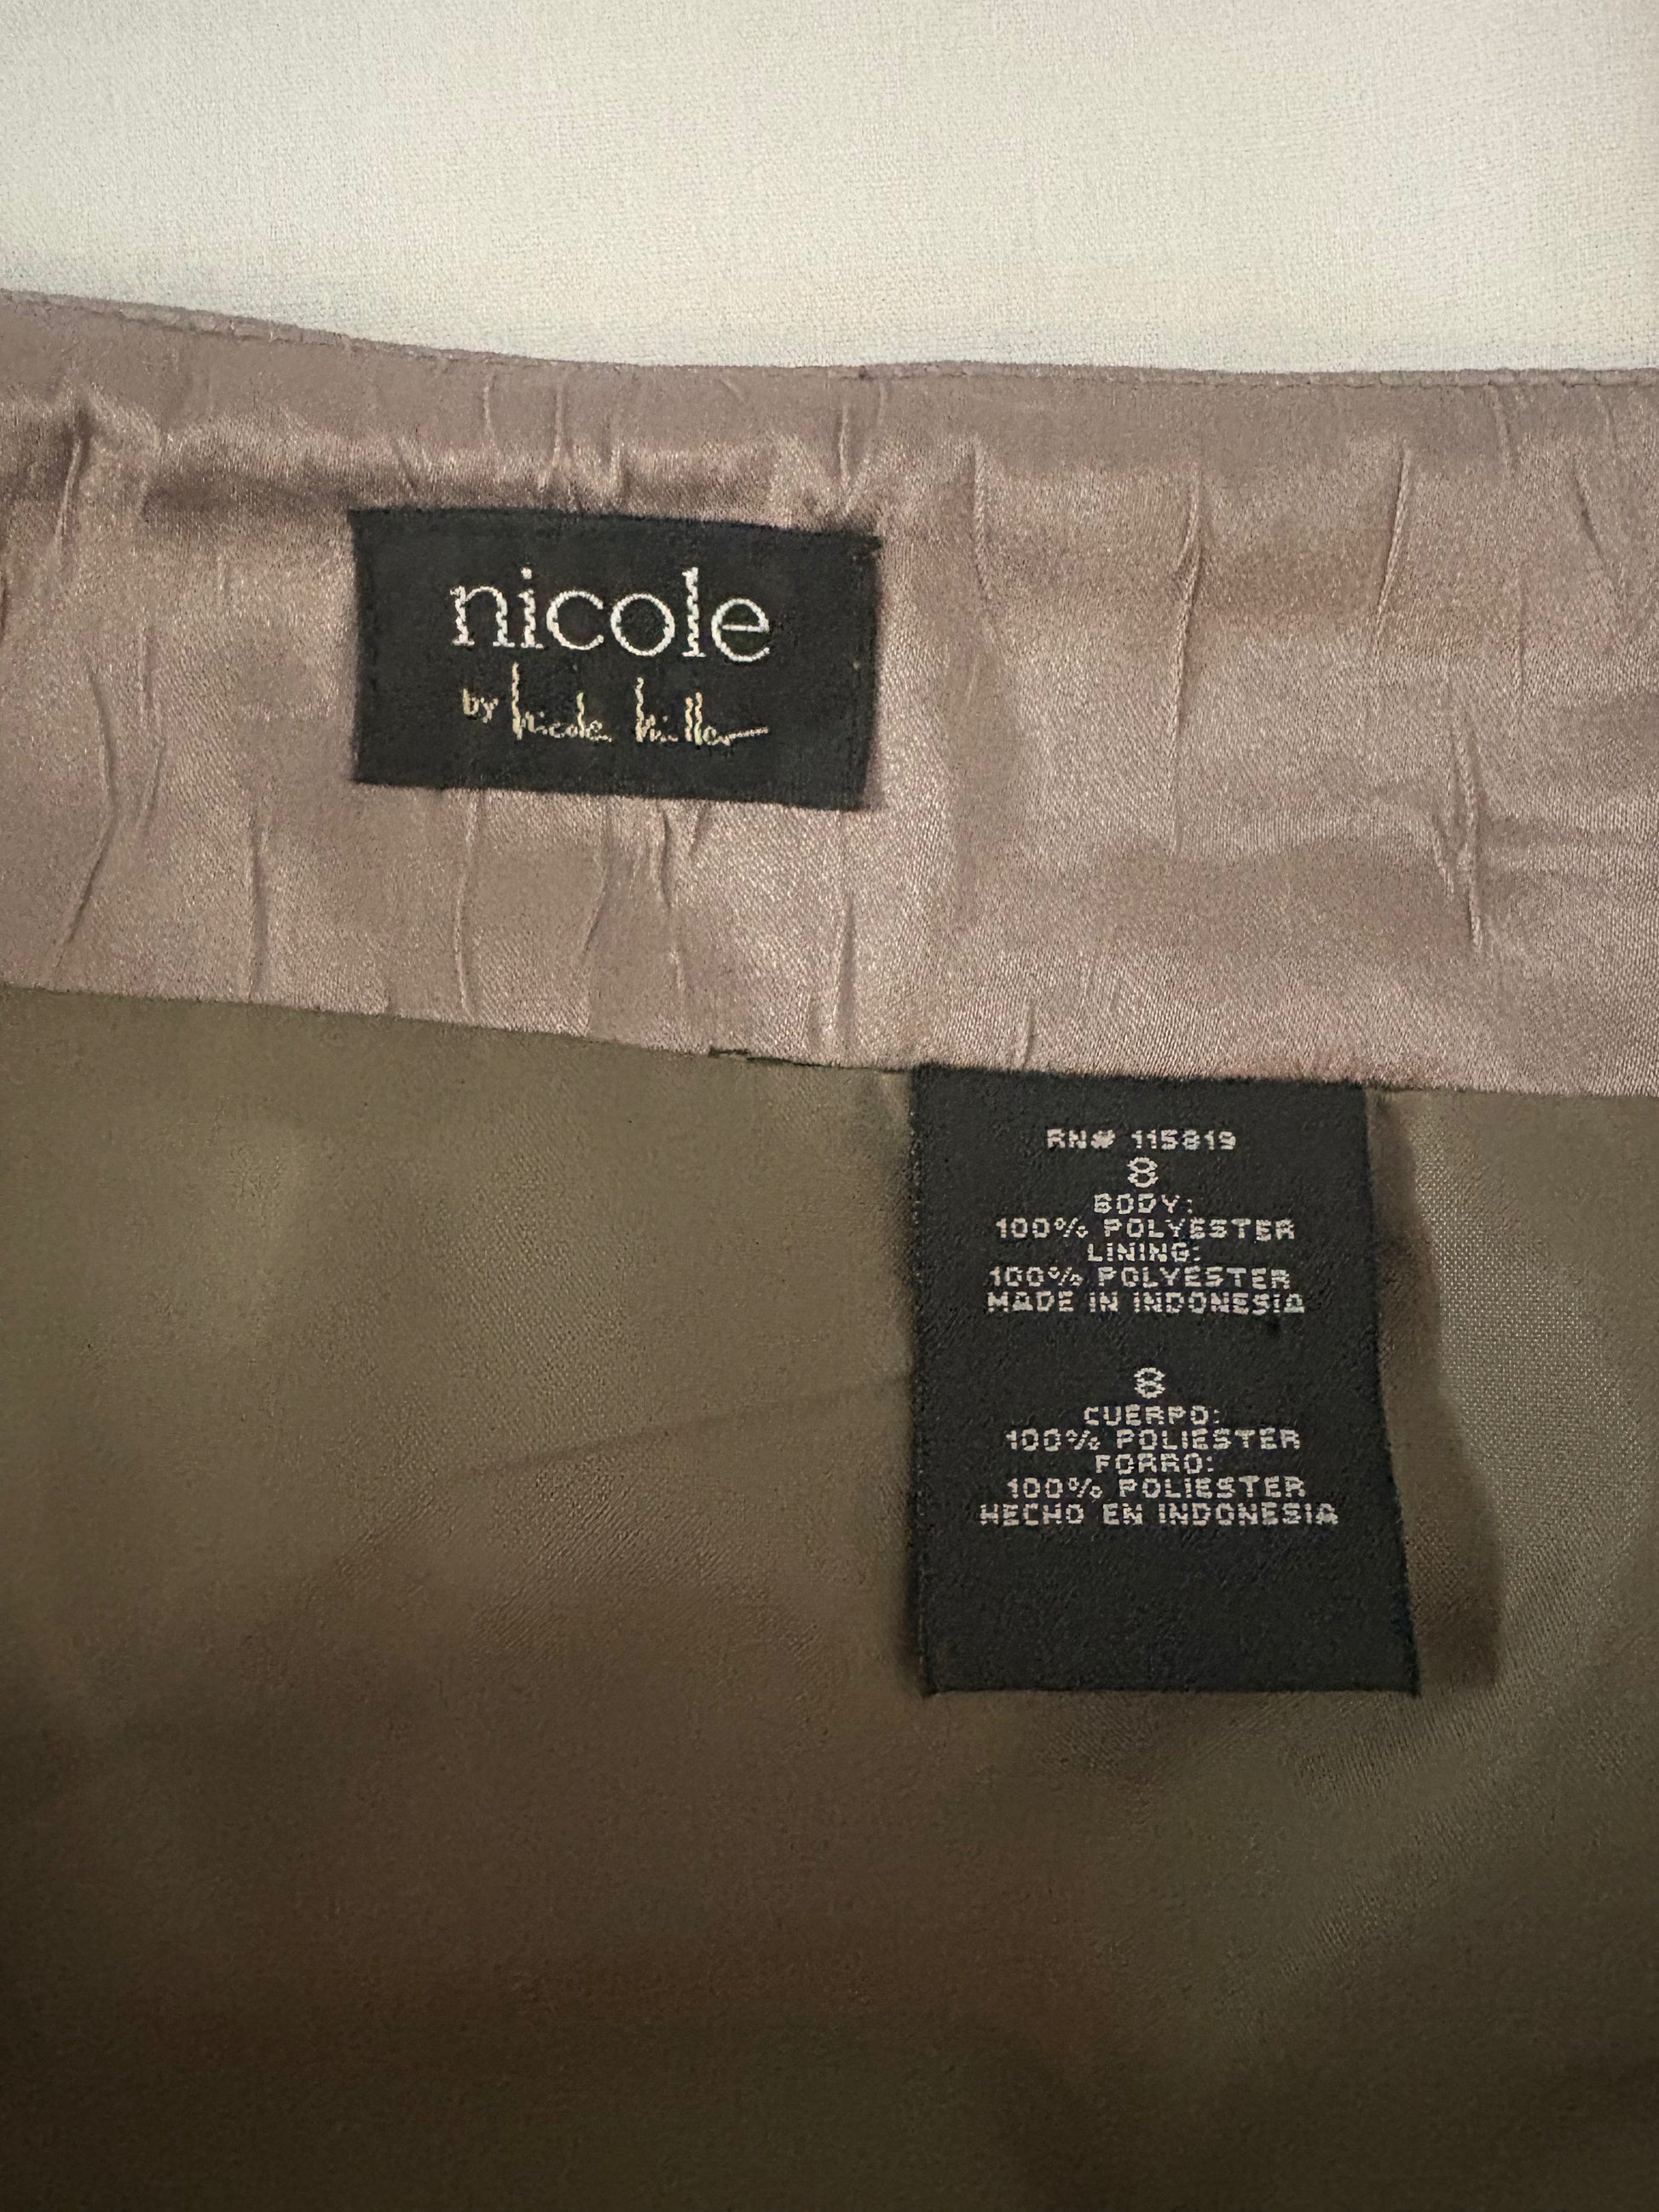 nicole
by nicole miller
RN# 115819
8
BODY:
100% POLYESTER
LINING:
100% POLYESTER
MADE IN INDONESIA
8
CUERPO:
100% POLIESTER
FORRO:
100% POLIESTER
HECHO EN INDONESIA